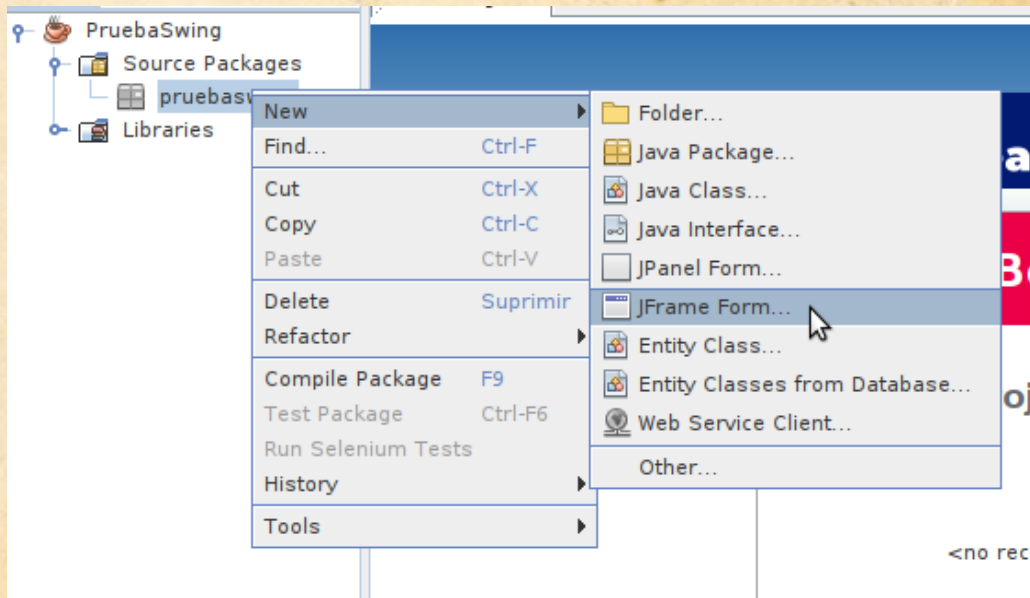 PruebaSwing
Source Packages
Libraries
New
Find... Ctrl-F
Cut Ctrl-X
Copy Ctrl-C
Paste Ctrl-V
Delete Suprimir
Refactor
Compile Package F9
Test Package Ctrl-F6
Run Selenium Tests
History
Tools
Folder...
Java Package...
Java Class...
Java Interface...
JPanel Form...
JFrame Form...
Entity Class...
Entity Classes from Database...
Web Service Client...
Other...
<no rec